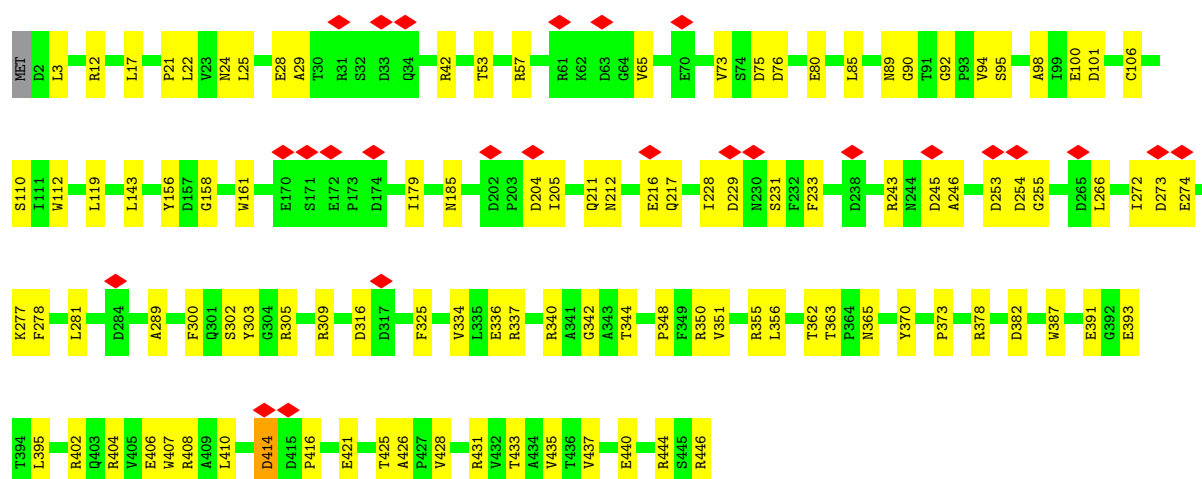 MET D2 L3 R12 L17 P21 L22 V23 N24 L25 E28 A29 T30 R31 S32 D33 Q34 R42 T53 R57 R61 K62 D63 G64 V65 E70 V73 S74 D75 D76 E80 L85 N89 G90 T91 G92 P93 V94 S95 A98 I99 E100 D101 C106
S110 I111 W112 L119 L143 Y156 D157 G158 W161 E170 S171 E172 P173 D174 I179 N185 D202 P203 D204 I205 Q211 N212 E216 Q217 I228 D229 N230 S231 F232 F233 D238 R243 N244 D245 A246 D253 D254 G255 D265 L266 I272 D273 E274
K277 F278 L281 D284 A289 F300 Q301 S302 Y303 G304 R305 R309 D316 D317 F325 V334 L335 E336 R337 R340 A341 G342 A343 T344 P348 F349 R350 V351 R355 L356 T362 T363 P364 N365 Y370 P373 R378 D382 W387 E391 G392 E393
T394 L395 R402 Q403 R404 V405 E406 W407 R408 A409 L410 D414 D415 P416 E421 T425 A426 P427 V428 R431 V432 T433 A434 V435 T436 V437 E440 R444 S445 R446